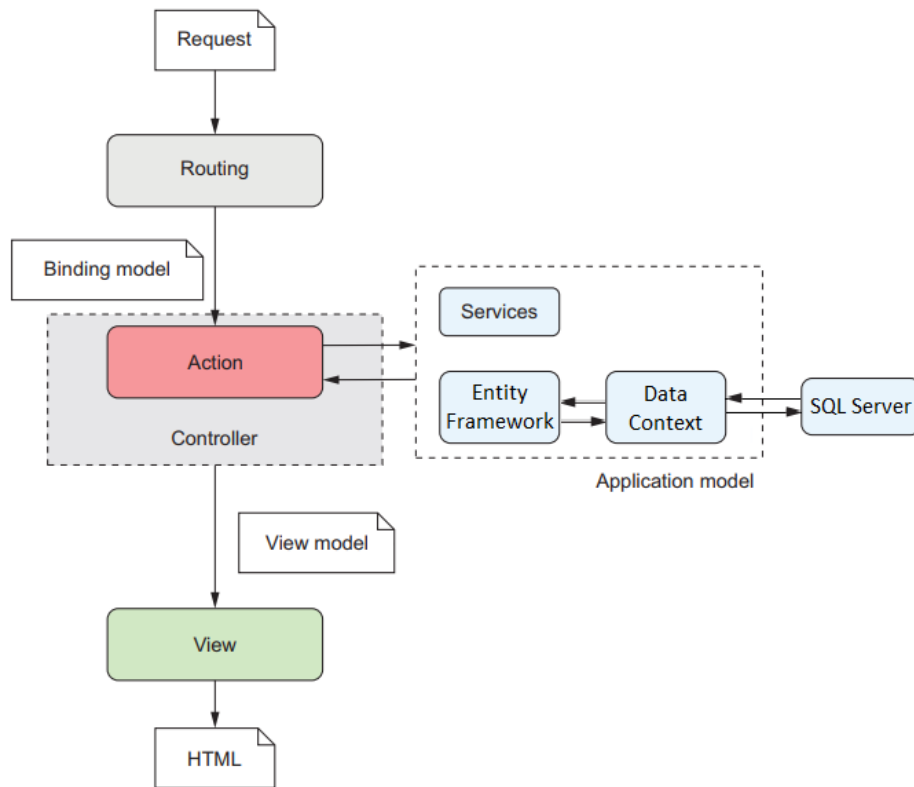 Request
Routing
Binding model
Action
Controller
Services
Entity
Framework
Data
Context
SQL Server
Application model
View model
View
HTML